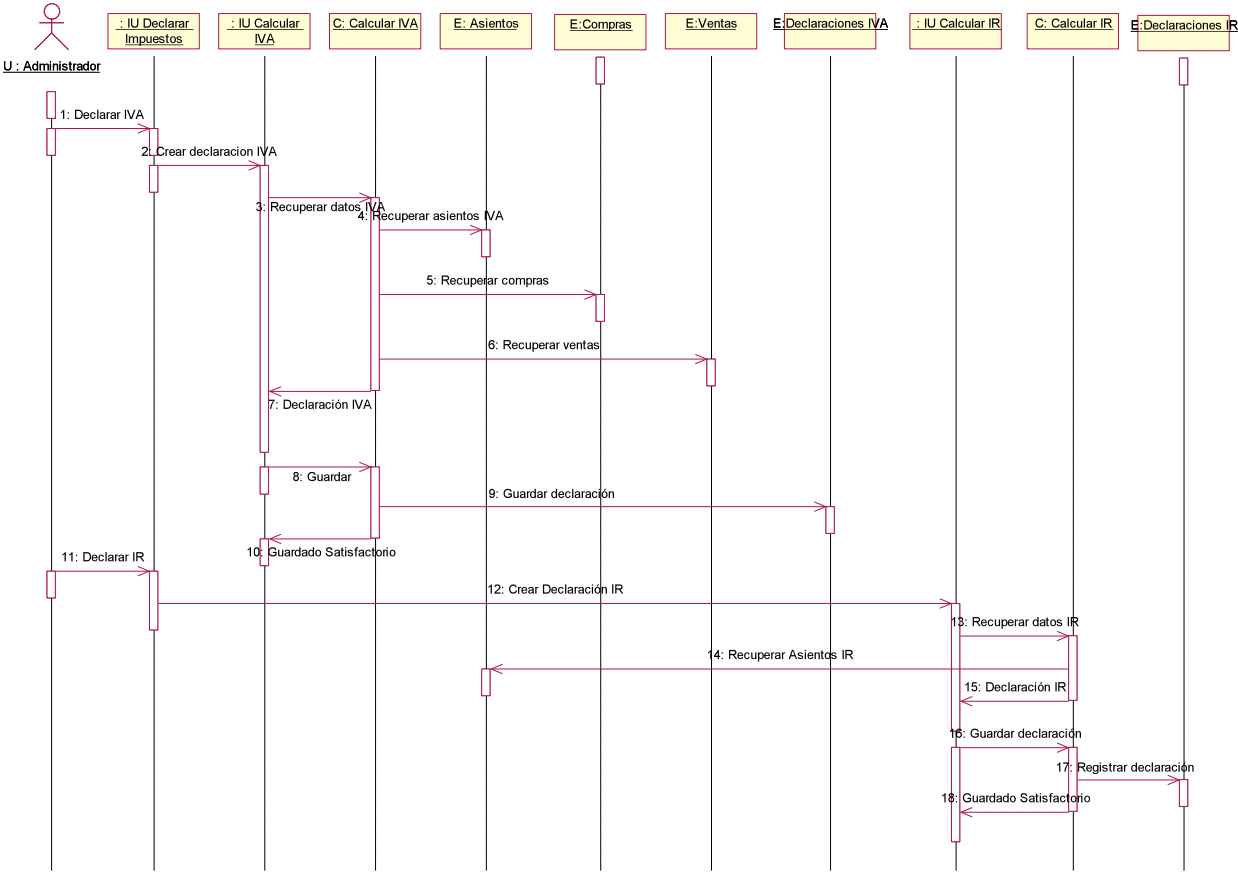 : IU Declarar
Impuestos
: IU Calcular
IVA
C: Calcular IVA
E: Asientos
E:Compras
E:Ventas
E:Declaraciones IVA
: IU Calcular IR
C: Calcular IR
E:Declaraciones IR
U : Administrador
1: Declarar IVA
2: Crear declaracion IVA
3: Recuperar datos IVA
4: Recuperar asientos IVA
5: Recuperar compras
6: Recuperar ventas
7: Declaración IVA
8: Guardar
9: Guardar declaración
10: Guardado Satisfactorio
11: Declarar IR
12: Crear Declaración IR
13: Recuperar datos IR
14: Recuperar Asientos IR
15: Declaración IR
16: Guardar declaración
17: Registrar declaración
18: Guardado Satisfactorio